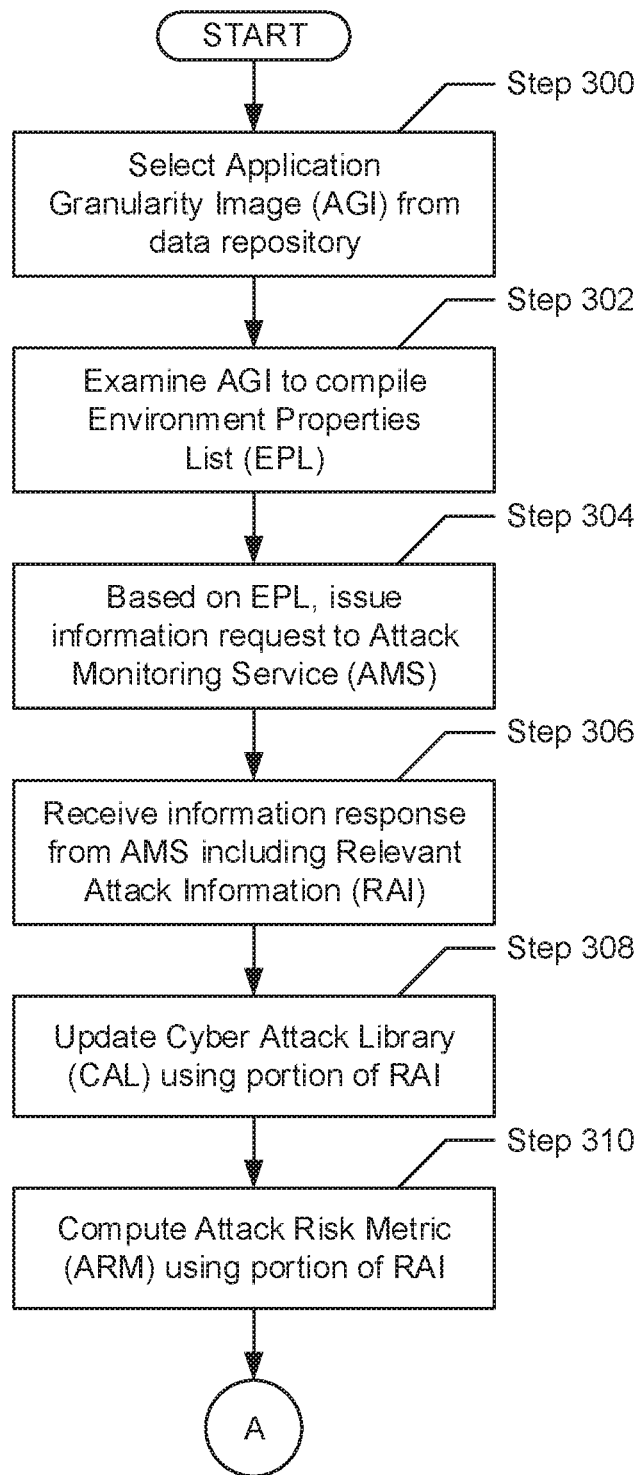 START
Step 300
Select Application
Granularity Image (AGI) from
data repository
Step 302
Examine AGI to compile
Environment Properties
List (EPL)
Step 304
Based on EPL, issue
information request to Attack
Monitoring Service (AMS)
Step 306
Receive information response
from AMS including Relevant
Attack Information (RAI)
Step 308
Update Cyber Attack Library
(CAL) using portion of RAI
Step 310
Compute Attack Risk Metric
(ARM) using portion of RAI
A